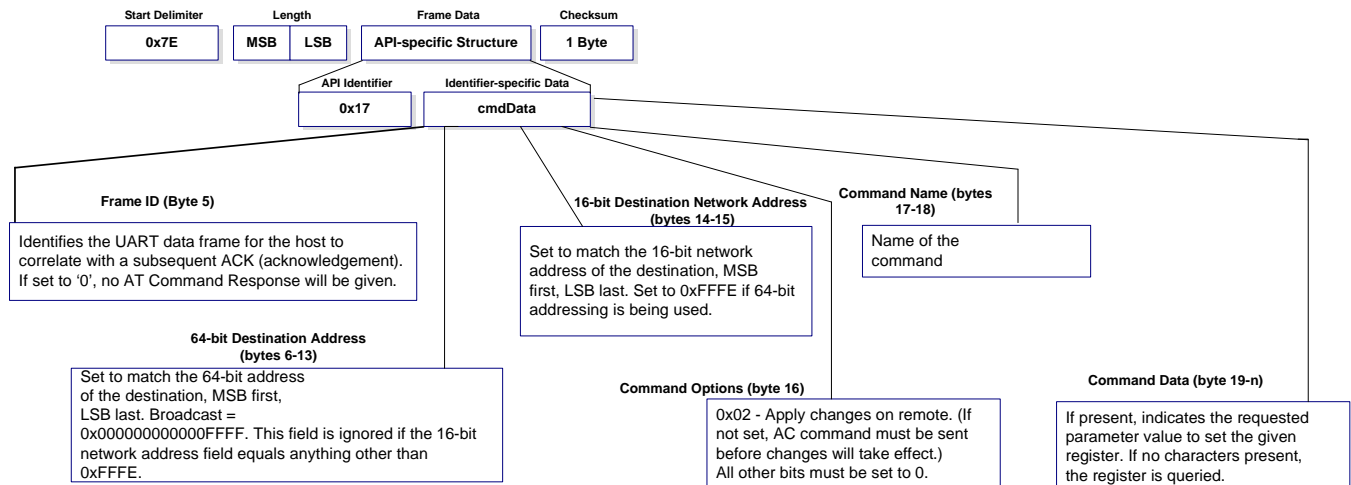 Start Delimiter
Length
Frame Data
Checksum
0x7E
MSB
LSB
API-specific Structure
1 Byte
API Identifier
Identifier-specific Data
0x17
cmdData
Frame ID (Byte 5)
Identifies the UART data frame for the host to
correlate with a subsequent ACK (acknowledgement).
If set to ‘0’, no AT Command Response will be given.
16-bit Destination Network Address
(bytes 14-15)
Set to match the 16-bit network
address of the destination, MSB
first, LSB last. Set to 0xFFFE if 64-bit
addressing is being used.
Command Name (bytes
17-18)
Name of the
command
64-bit Destination Address
(bytes 6-13)
Set to match the 64-bit address
of the destination, MSB first,
LSB last. Broadcast =
0x000000000000FFFF. This field is ignored if the 16-bit
network address field equals anything other than
0xFFFE.
Command Options (byte 16)
0x02 - Apply changes on remote. (If
not set, AC command must be sent
before changes will take effect.)
All other bits must be set to 0.
Command Data (byte 19-n)
If present, indicates the requested
parameter value to set the given
register. If no characters present,
the register is queried.